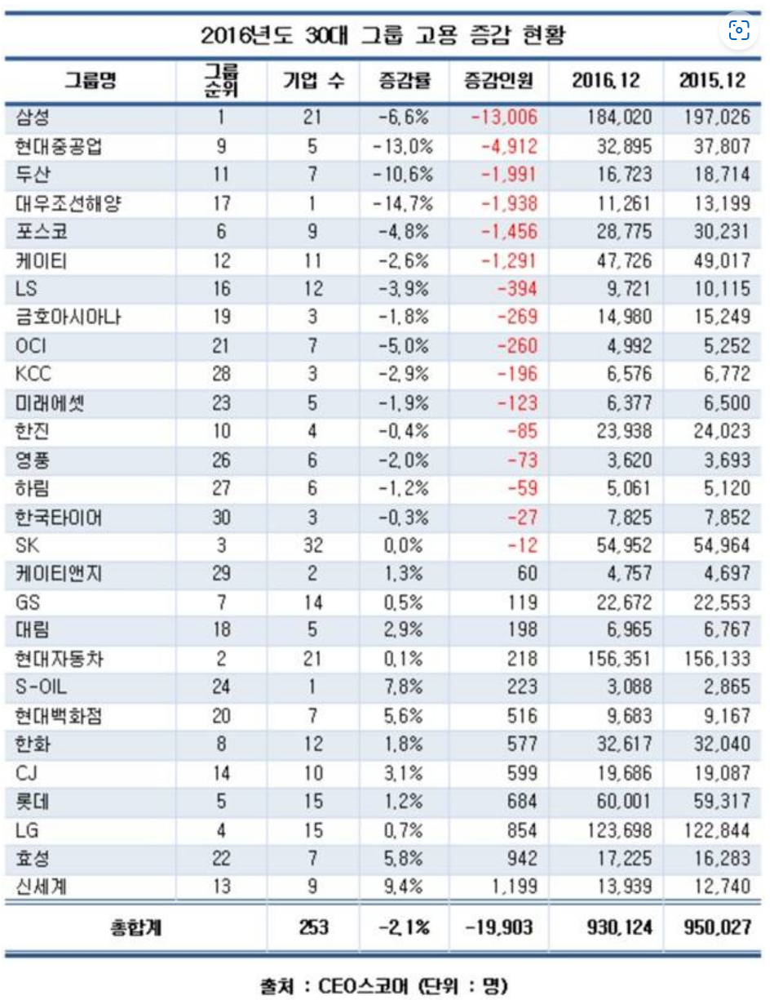 2016년도 30대 그룹 고용 증감 현황
그룹명 그룹순위 기업 수 증감률 증감인원 2016.12 2015.12
삼성 1 21 -6.6% -13,006 184,020 197,026
현대중공업 9 5 -13.0% -4,912 32,895 37,807
두산 11 7 -10.6% -1,991 16,723 18,714
대우조선해양 17 1 -14.7% -1,938 11,261 13,199
포스코 6 9 -4.8% -1,456 28,775 30,231
케이티 12 11 -2.6% -1,291 47,726 49,017
LS 16 12 -3.9% -394 9,721 10,115
금호아시아나 19 3 -1.8% -269 14,980 15,249
OCI 21 7 -5.0% -260 4,992 5,252
KCC 28 3 -2.9% -196 6,576 6,772
미래에셋 23 5 -1.9% -123 6,377 6,500
한진 10 4 -0.4% -85 23,938 24,023
영풍 26 6 -2.0% -73 3,620 3,693
하림 27 6 -1.2% -59 5,061 5,120
한국타이어 30 3 -0.3% -27 7,825 7,852
SK 3 32 0.0% -12 54,952 54,964
케이티앤지 29 2 1.3% 60 4,757 4,697
GS 7 14 0.5% 119 22,672 22,553
대림 18 5 2.9% 198 6,965 6,767
현대자동차 2 21 0.1% 218 156,351 156,133
S-OIL 24 1 7.8% 223 3,088 2,865
현대백화점 20 7 5.6% 516 9,683 9,167
한화 8 12 1.8% 577 32,617 32,040
CJ 14 10 3.1% 599 19,686 19,087
롯데 5 15 1.2% 684 60,001 59,317
LG 4 15 0.7% 854 123,698 122,844
효성 22 7 5.8% 942 17,225 16,283
신세계 13 9 9.4% 1,199 13,939 12,740
총합계 253 -2.1% -19,903 930,124 950,027
출처 : CEO스코어 (단위 : 명)